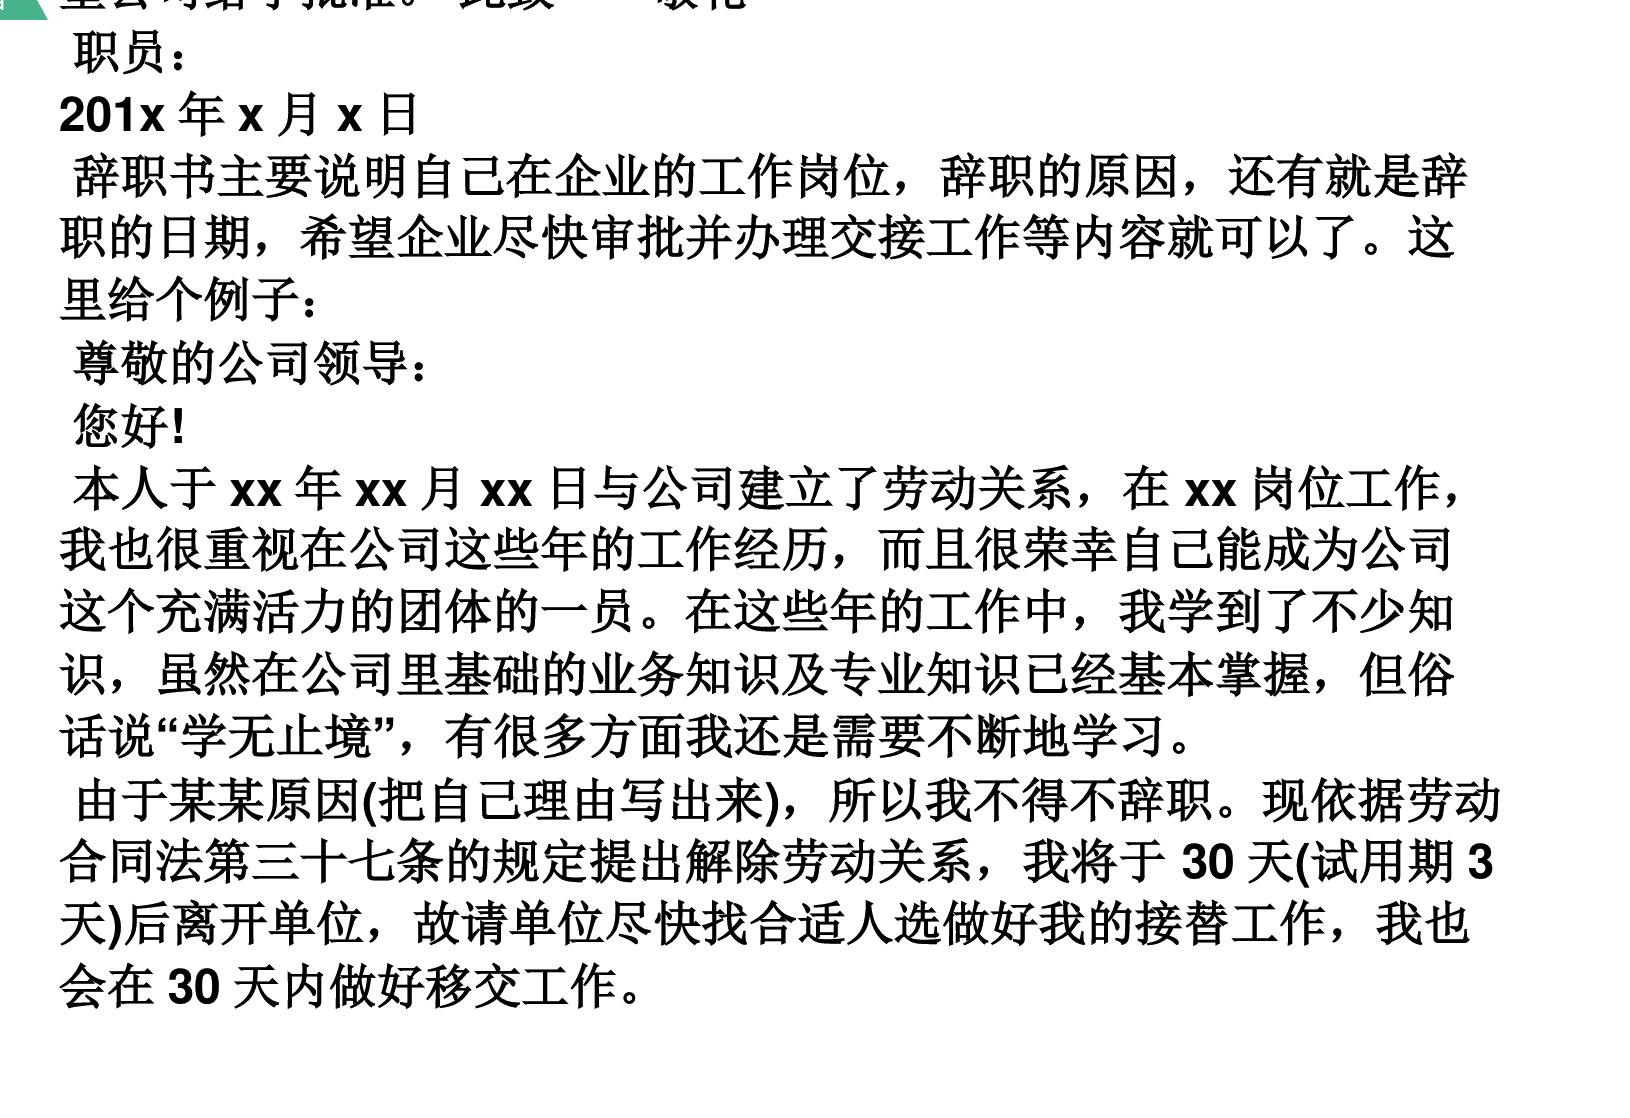 职员：
201x 年 x 月 x 日
辞职书主要说明自己在企业的工作岗位，辞职的原因，还有就是辞
职的日期，希望企业尽快审批并办理交接工作等内容就可以了。这
里给个例子：
尊敬的公司领导：
您好!
本人于 xx 年 xx 月 xx 日与公司建立了劳动关系，在 xx 岗位工作，
我也很重视在公司这些年的工作经历，而且很荣幸自己能成为公司
这个充满活力的团体的一员。在这些年的工作中，我学到了不少知
识，虽然在公司里基础的业务知识及专业知识已经基本掌握，但俗
话说“学无止境”，有很多方面我还是需要不断地学习。
由于某某原因(把自己理由写出来)，所以我不得不辞职。现依据劳动
合同法第三十七条的规定提出解除劳动关系，我将于 30 天(试用期 3
天)后离开单位，故请单位尽快找合适人选做好我的接替工作，我也
会在 30 天内做好移交工作。